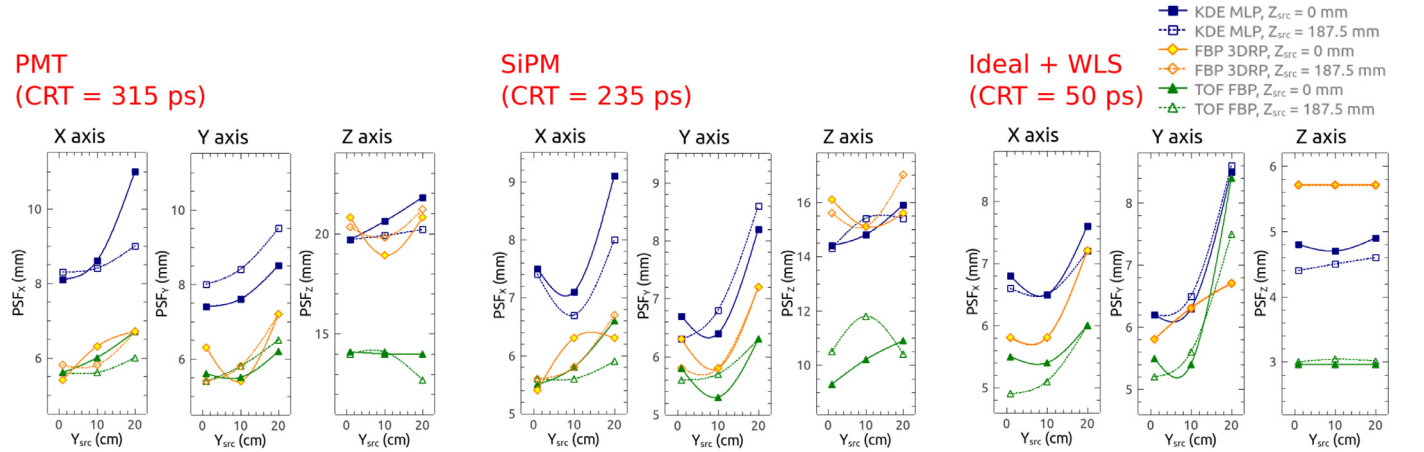 KDE MLP, Zsrc = 0 mm
KDE MLP, Zsrc = 187.5 mm
FBP 3DRP, Zsrc = 0 mm
FBP 3DRP, Zsrc = 187.5 mm
TOF FBP, Zsrc = 0 mm
TOF FBP, Zsrc = 187.5 mm
PMT
(CRT = 315 ps)
SiPM
(CRT = 235 ps)
Ideal + WLS
(CRT = 50 ps)
X axis
PSFX (mm)
10
8
6
0 10 20
Ysrc (cm)
Y axis
PSFY (mm)
10
8
6
0 10 20
Ysrc (cm)
Z axis
PSFZ (mm)
20
14
0 10 20
Ysrc (cm)
X axis
PSFX (mm)
9
8
7
6
5
0 10 20
Ysrc (cm)
Y axis
PSFY (mm)
9
8
7
6
5
0 10 20
Ysrc (cm)
Z axis
PSFZ (mm)
16
14
12
10
0 10 20
Ysrc (cm)
X axis
PSFX (mm)
8
7
6
5
0 10 20
Ysrc (cm)
Y axis
PSFY (mm)
8
7
6
5
0 10 20
Ysrc (cm)
Z axis
PSFZ (mm)
6
5
4
3
0 10 20
Ysrc (cm)